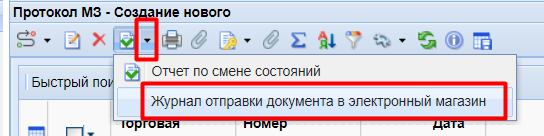 Протокол МЗ - Создание нового
Отчет по смене состояний
Быстрый пои
Журнал отправки документа в электронный магазин
Торговая Номер Дата